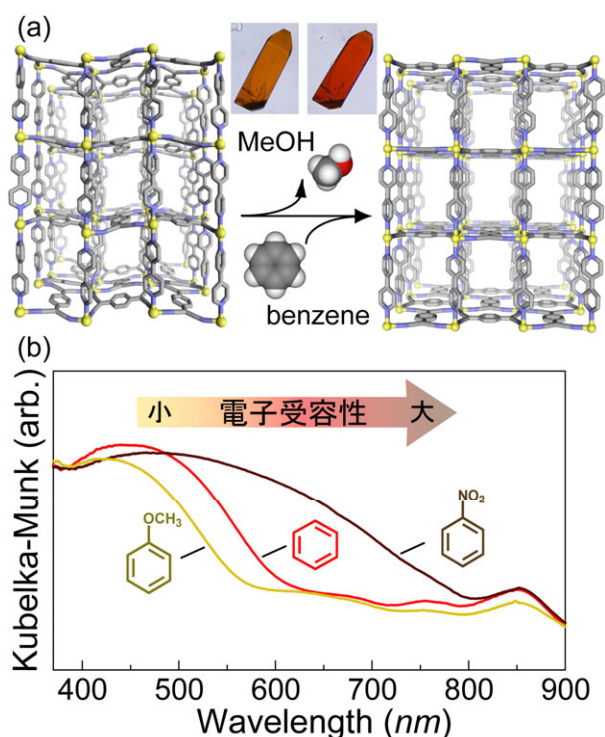 (a)
MeOH
benzene
(b)
小 電子受容性 大
NO₂
OCH₃
Kubelka-Munk (arb.)
400 500 600 700 800 900
Wavelength (nm)